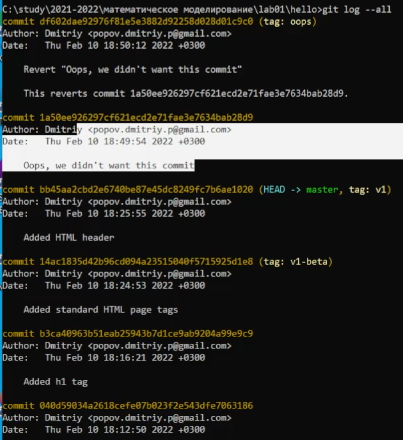 C:\study\2021-2022\математическое моделирование\lab01\hello>git log --all
commit df602dae92976f81e5e3882d92258d028d01c9c0 (tag: oops)
Author: Dmitriy <popov.dmitriy.p@gmail.com>
Date:   Thu Feb 10 18:50:12 2022 +0300
Revert "Oops, we didn't want this commit"
This reverts commit 1a50ee926297cf621ecd2e71fae3e7634bab28d9.
commit 1a50ee926297cf621ecd2e71fae3e7634bab28d9
Author: Dmitriy <popov.dmitriy.p@gmail.com>
Date:   Thu Feb 10 18:49:54 2022 +0300
Oops, we didn't want this commit
commit bb45aa2cbd2e6740be87e45dc8249fc7b6ae1020 (HEAD -> master, tag: v1)
Author: Dmitriy <popov.dmitriy.p@gmail.com>
Date:   Thu Feb 10 18:25:55 2022 +0300
Added HTML header
commit 14ac1835d42b96cd094a23515040f5715925d1e8 (tag: v1-beta)
Author: Dmitriy <popov.dmitriy.p@gmail.com>
Date:   Thu Feb 10 18:24:53 2022 +0300
Added standard HTML page tags
commit b3ca40963b51eab25943b7d1ce9ab9204a99e9c9
Author: Dmitriy <popov.dmitriy.p@gmail.com>
Date:   Thu Feb 10 18:16:21 2022 +0300
Added h1 tag
commit 040d59034a2618cefe07b023f2e543dfe7063186
Author: Dmitriy <popov.dmitriy.p@gmail.com>
Date:   Thu Feb 10 18:12:50 2022 +0300